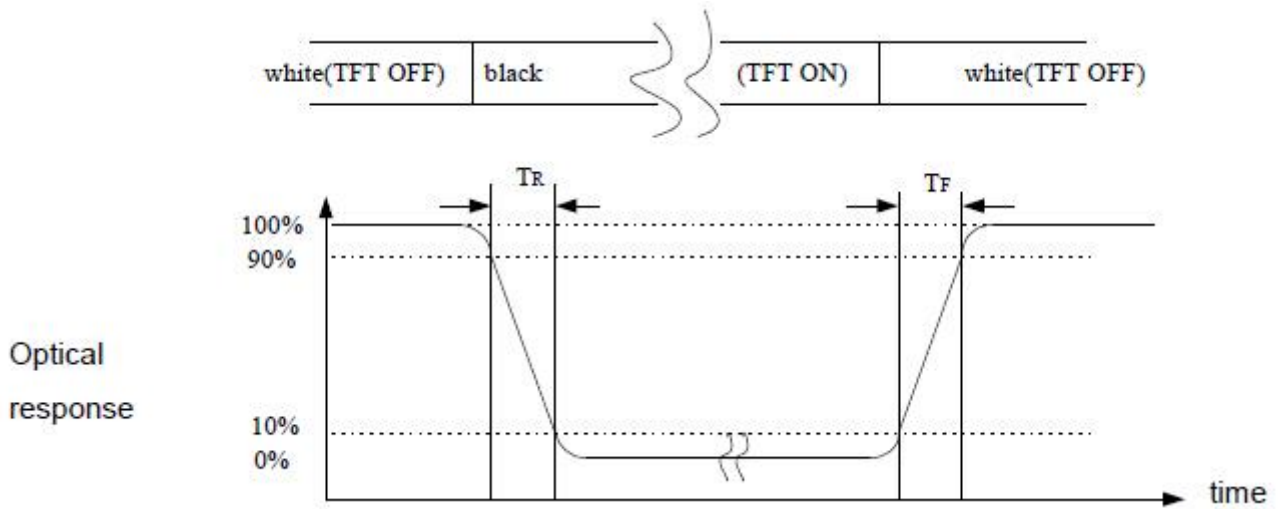 white(TFT OFF) black (TFT ON) white(TFT OFF)
TR TF
100%
90%
Optical
response
10%
0%
time